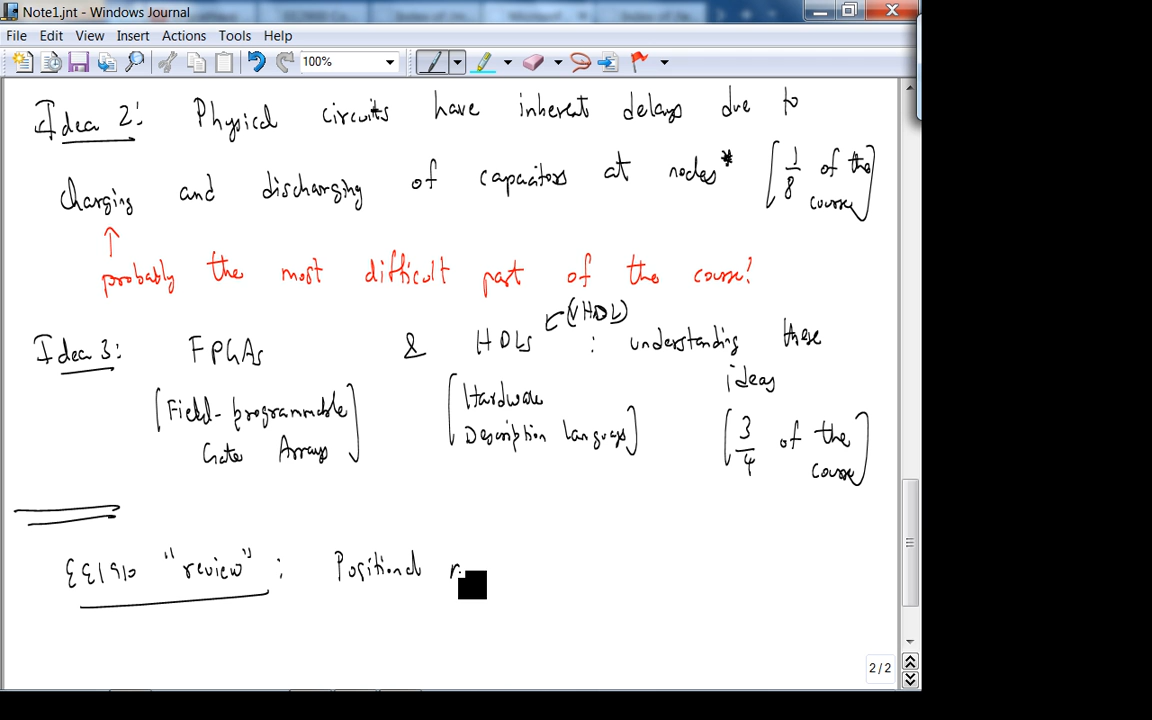 Note1.jnt - Windows Journal
File Edit View Insert Actions Tools Help
100%
Idea 2: Physical circuits have inherent delays due to
charging and discharging of capacitors at nodes* [1/8 of the course]
probably the most difficult part of the course!
(VHDL)
Idea 3: FPGAs & HDLs : understanding these
ideas
[Field-programmable [Hardware
Gate Arrays] Description language] [3/4 of the course]
EE1910 "review" : Positional
2/2